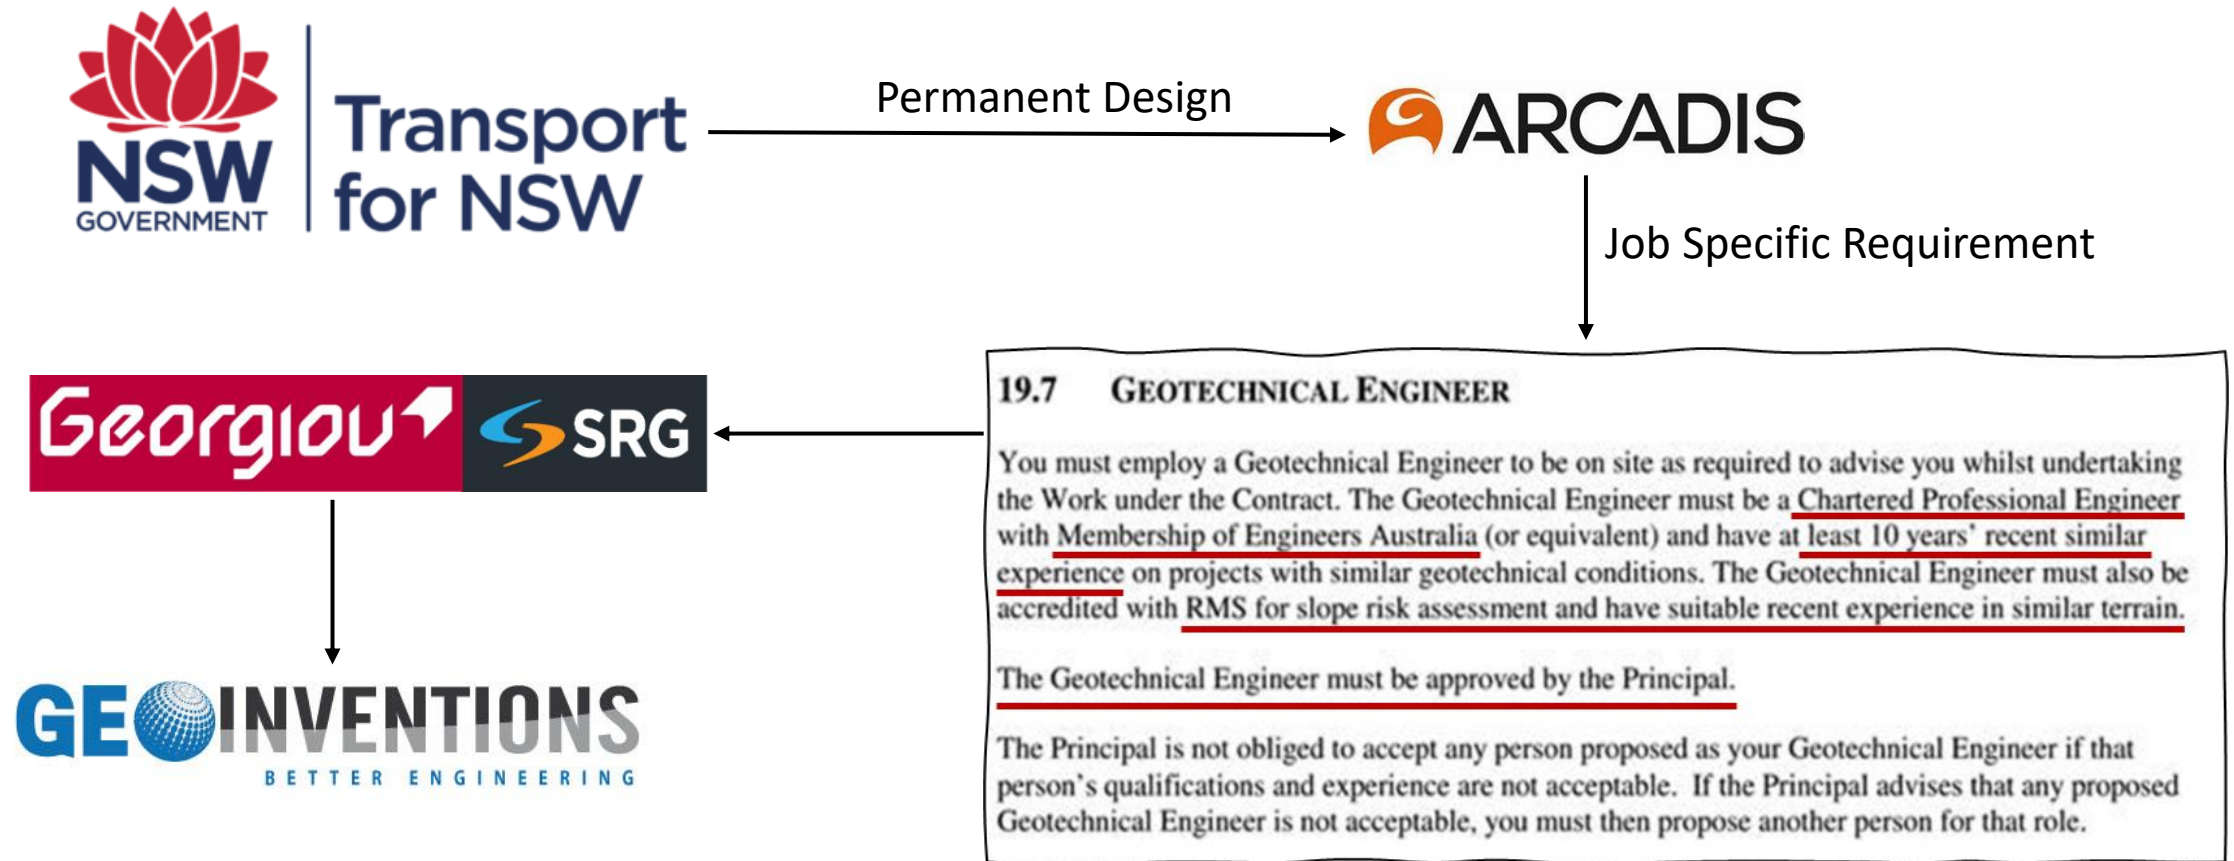 NSW
GOVERNMENT
Transport
for NSW
Permanent Design
ARCADIS
Job Specific Requirement
Georgiou
SRG
GEOINVENTIONS
BETTER ENGINEERING
19.7 GEOTECHNICAL ENGINEER
You must employ a Geotechnical Engineer to be on site as required to advise you whilst undertaking
the Work under the Contract. The Geotechnical Engineer must be a Chartered Professional Engineer
with Membership of Engineers Australia (or equivalent) and have at least 10 years' recent similar
experience on projects with similar geotechnical conditions. The Geotechnical Engineer must also be
accredited with RMS for slope risk assessment and have suitable recent experience in similar terrain.
The Geotechnical Engineer must be approved by the Principal.
The Principal is not obliged to accept any person proposed as your Geotechnical Engineer if that
person's qualifications and experience are not acceptable. If the Principal advises that any proposed
Geotechnical Engineer is not acceptable, you must then propose another person for that role.